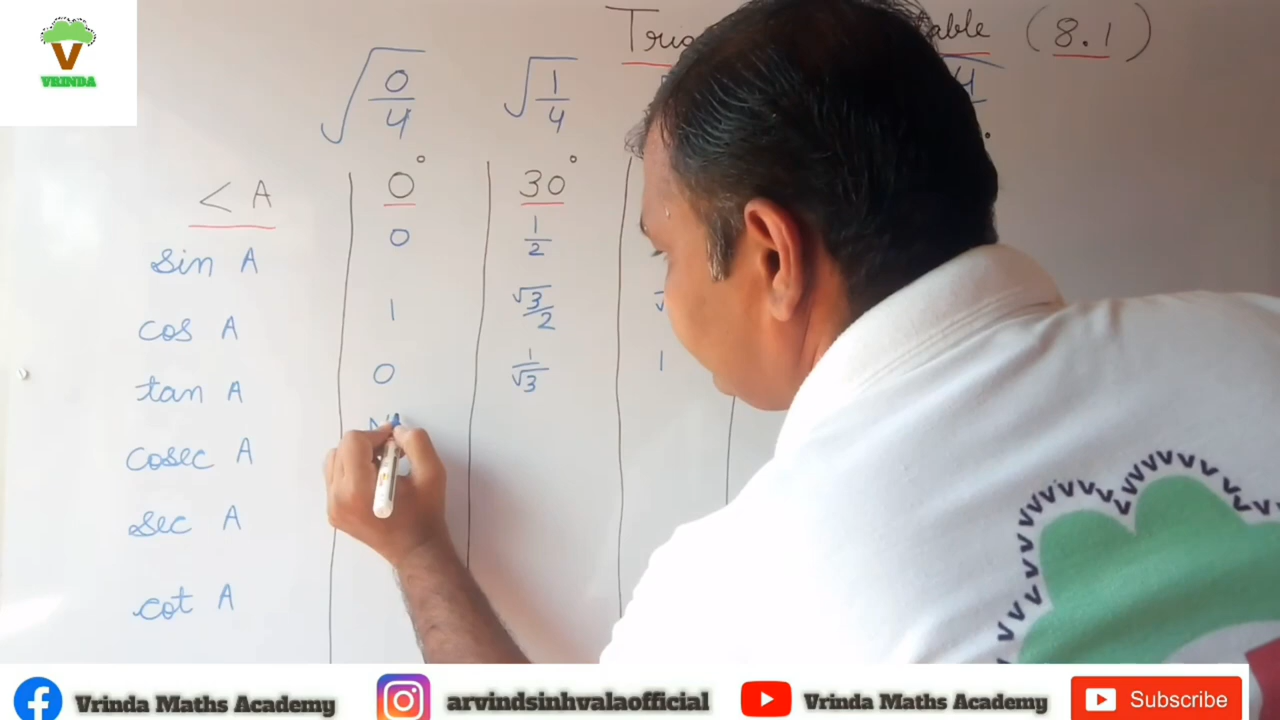 VRINDA
(8.1)
√0/4 √1/4
< A 0° 30°
sin A 0 1/2
cos A 1 √3/2
tan A 0 1/√3 1
cosec A
sec A
cot A
Vrinda Maths Academy arvindsinhvalaofficial Vrinda Maths Academy Subscribe